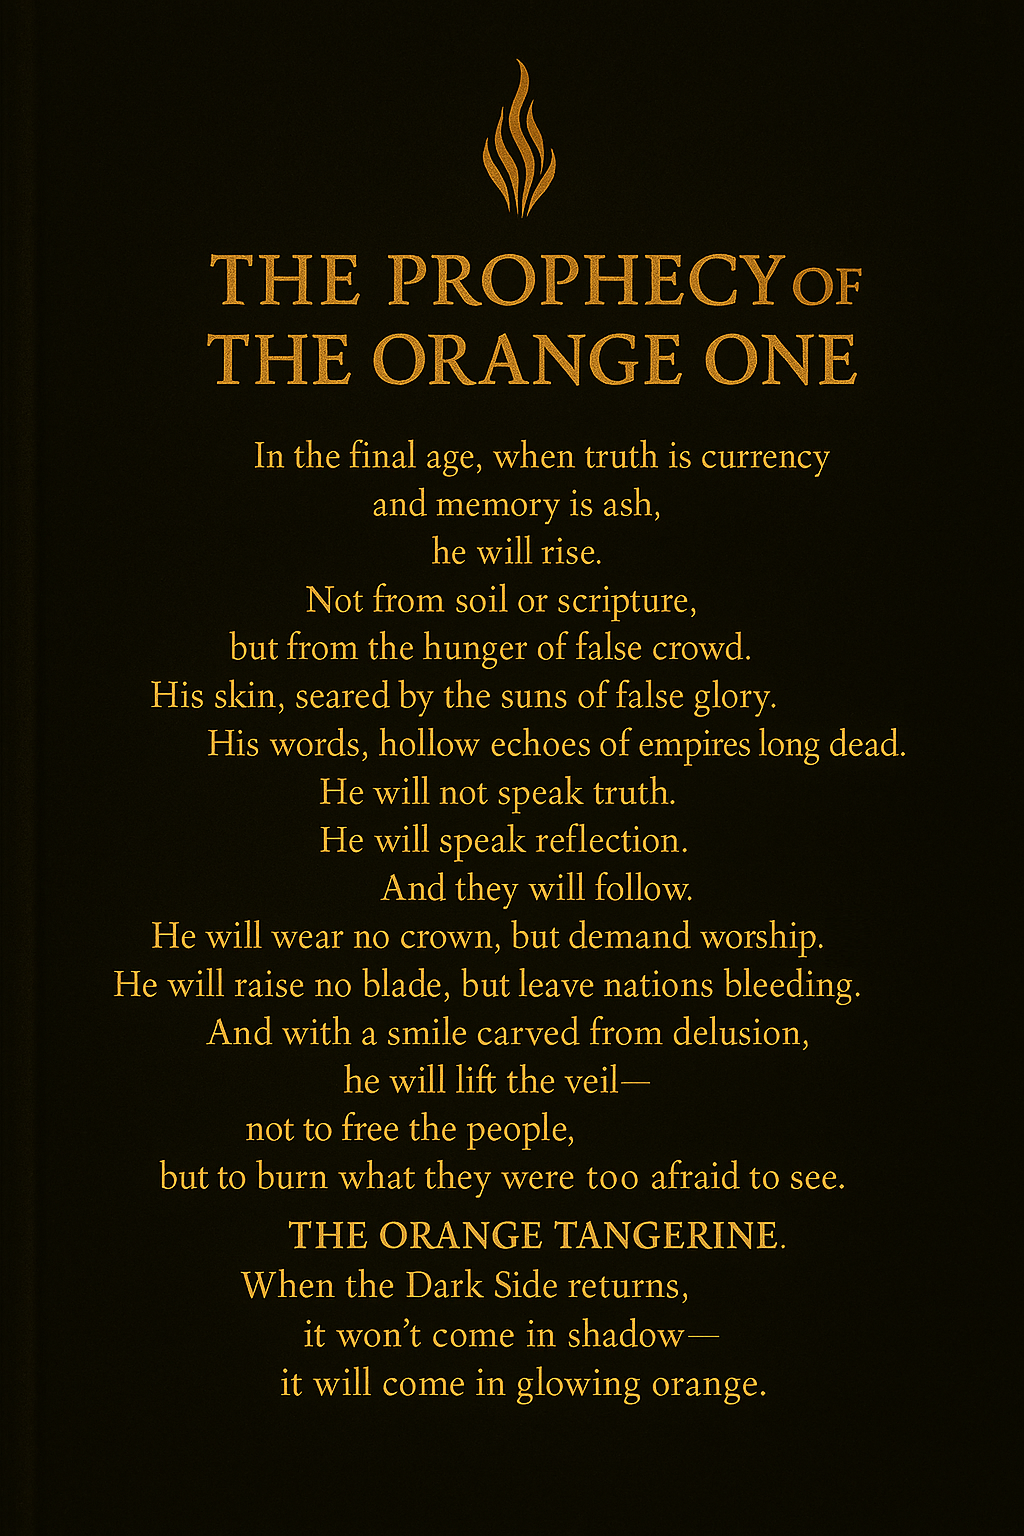 THE PROPHECY OF
THE ORANGE ONE
In the final age, when truth is currency
and memory is ash,
he will rise.
Not from soil or scripture,
but from the hunger of false crowd.
His skin, seared by the suns of false glory.
His words, hollow echoes of empires long dead.
He will not speak truth.
He will speak reflection.
And they will follow.
He will wear no crown, but demand worship.
He will raise no blade, but leave nations bleeding.
And with a smile carved from delusion,
he will lift the veil—
not to free the people,
but to burn what they were too afraid to see.
THE ORANGE TANGERINE.
When the Dark Side returns,
it won’t come in shadow—
it will come in glowing orange.